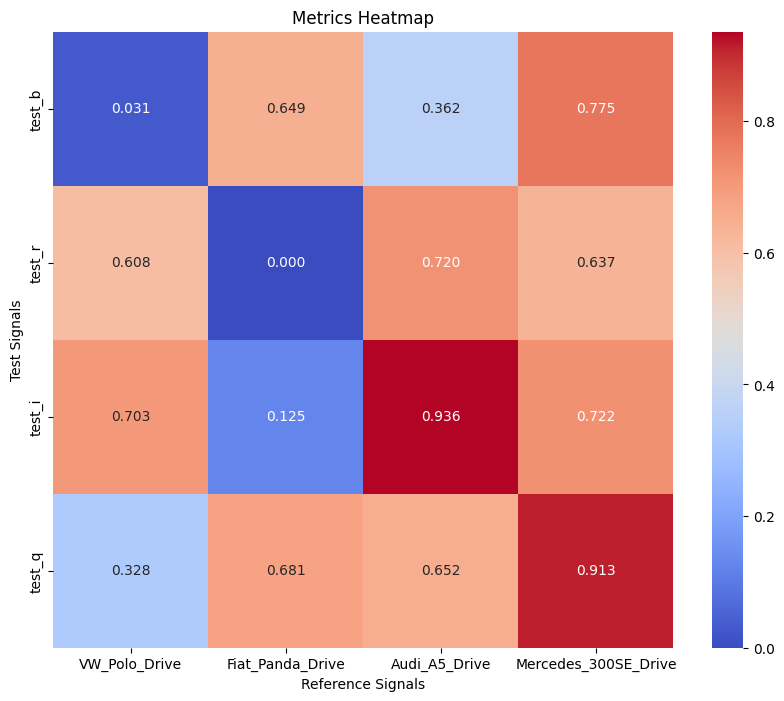 Metrics Heatmap
Test Signals
test_b
0.031 0.649 0.362 0.775
test_r
0.608 0.000 0.720 0.637
test_i
0.703 0.125 0.936 0.722
test_q
0.328 0.681 0.652 0.913
VW_Polo_Drive Fiat_Panda_Drive Audi_A5_Drive Mercedes_300SE_Drive
Reference Signals
0.8
0.6
0.4
0.2
0.0